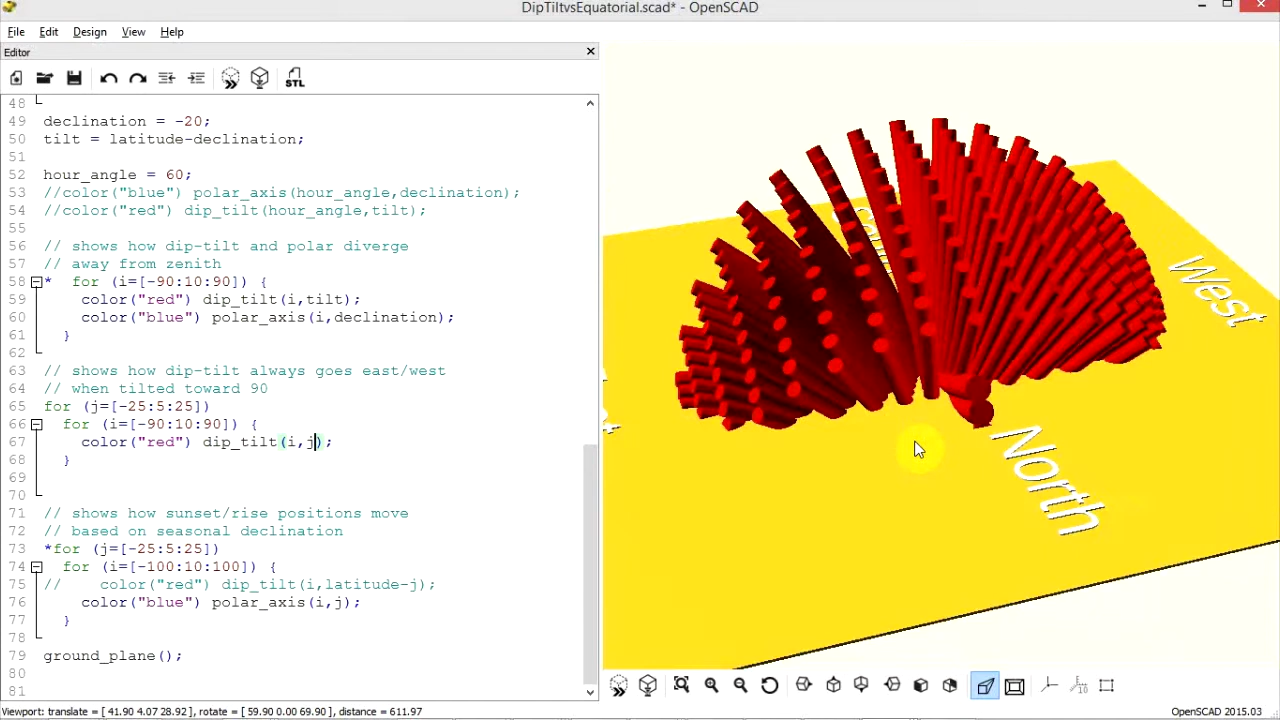 DipTiltvsEquatorial.scad* - OpenSCAD
File Edit Design View Help
Editor
STL
48
49 declination = -20;
50 tilt = latitude-declination;
51
52 hour_angle = 60;
53 //color("blue") polar_axis(hour_angle,declination);
54 //color("red") dip_tilt(hour_angle,tilt);
55
56 // shows how dip-tilt and polar diverge
57 // away from zenith
58 * for (i=[-90:10:90]) {
59 color("red") dip_tilt(i,tilt);
60 color("blue") polar_axis(i,declination);
61 }
62
63 // shows how dip-tilt always goes east/west
64 // when tilted toward 90
65 for (j=[-25:5:25])
66 for (i=[-90:10:90]) {
67 color("red") dip_tilt(i,j);
68 }
69
70
71 // shows how sunset/rise positions move
72 // based on seasonal declination
73 *for (j=[-25:5:25])
74 for (i=[-100:10:100]) {
75 // color("red") dip_tilt(i,latitude-j);
76 color("blue") polar_axis(i,j);
77 }
78
79 ground_plane();
80
81
West
North
Viewport: translate = [ 41.90 4.07 28.92 ], rotate = [ 59.90 0.00 69.90 ], distance = 611.97
OpenSCAD 2015.03